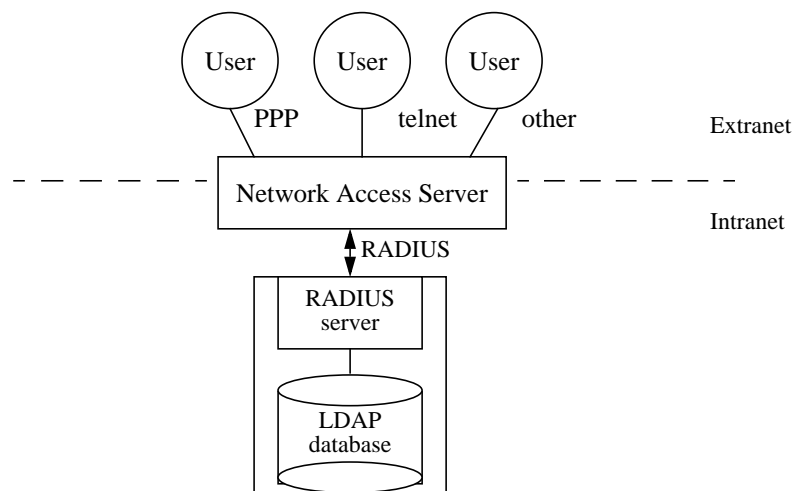 User
User
User
PPP
telnet
other
Extranet
Network Access Server
Intranet
RADIUS
RADIUS
server
LDAP
database